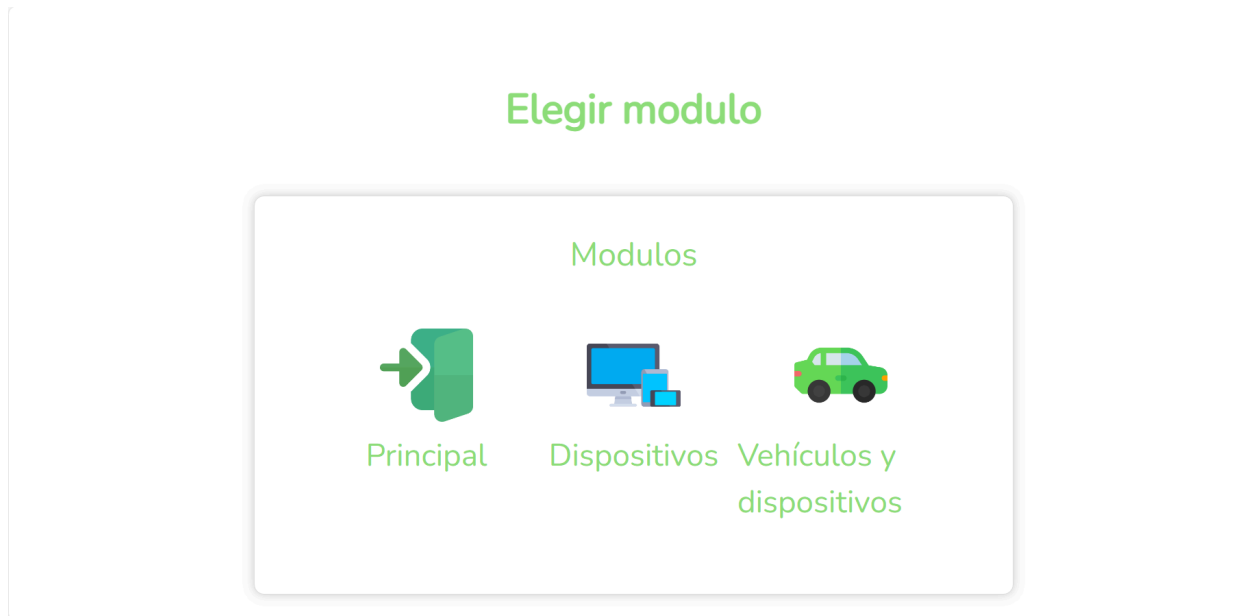 Elegir modulo
Modulos
Principal
Dispositivos
Vehículos y
dispositivos